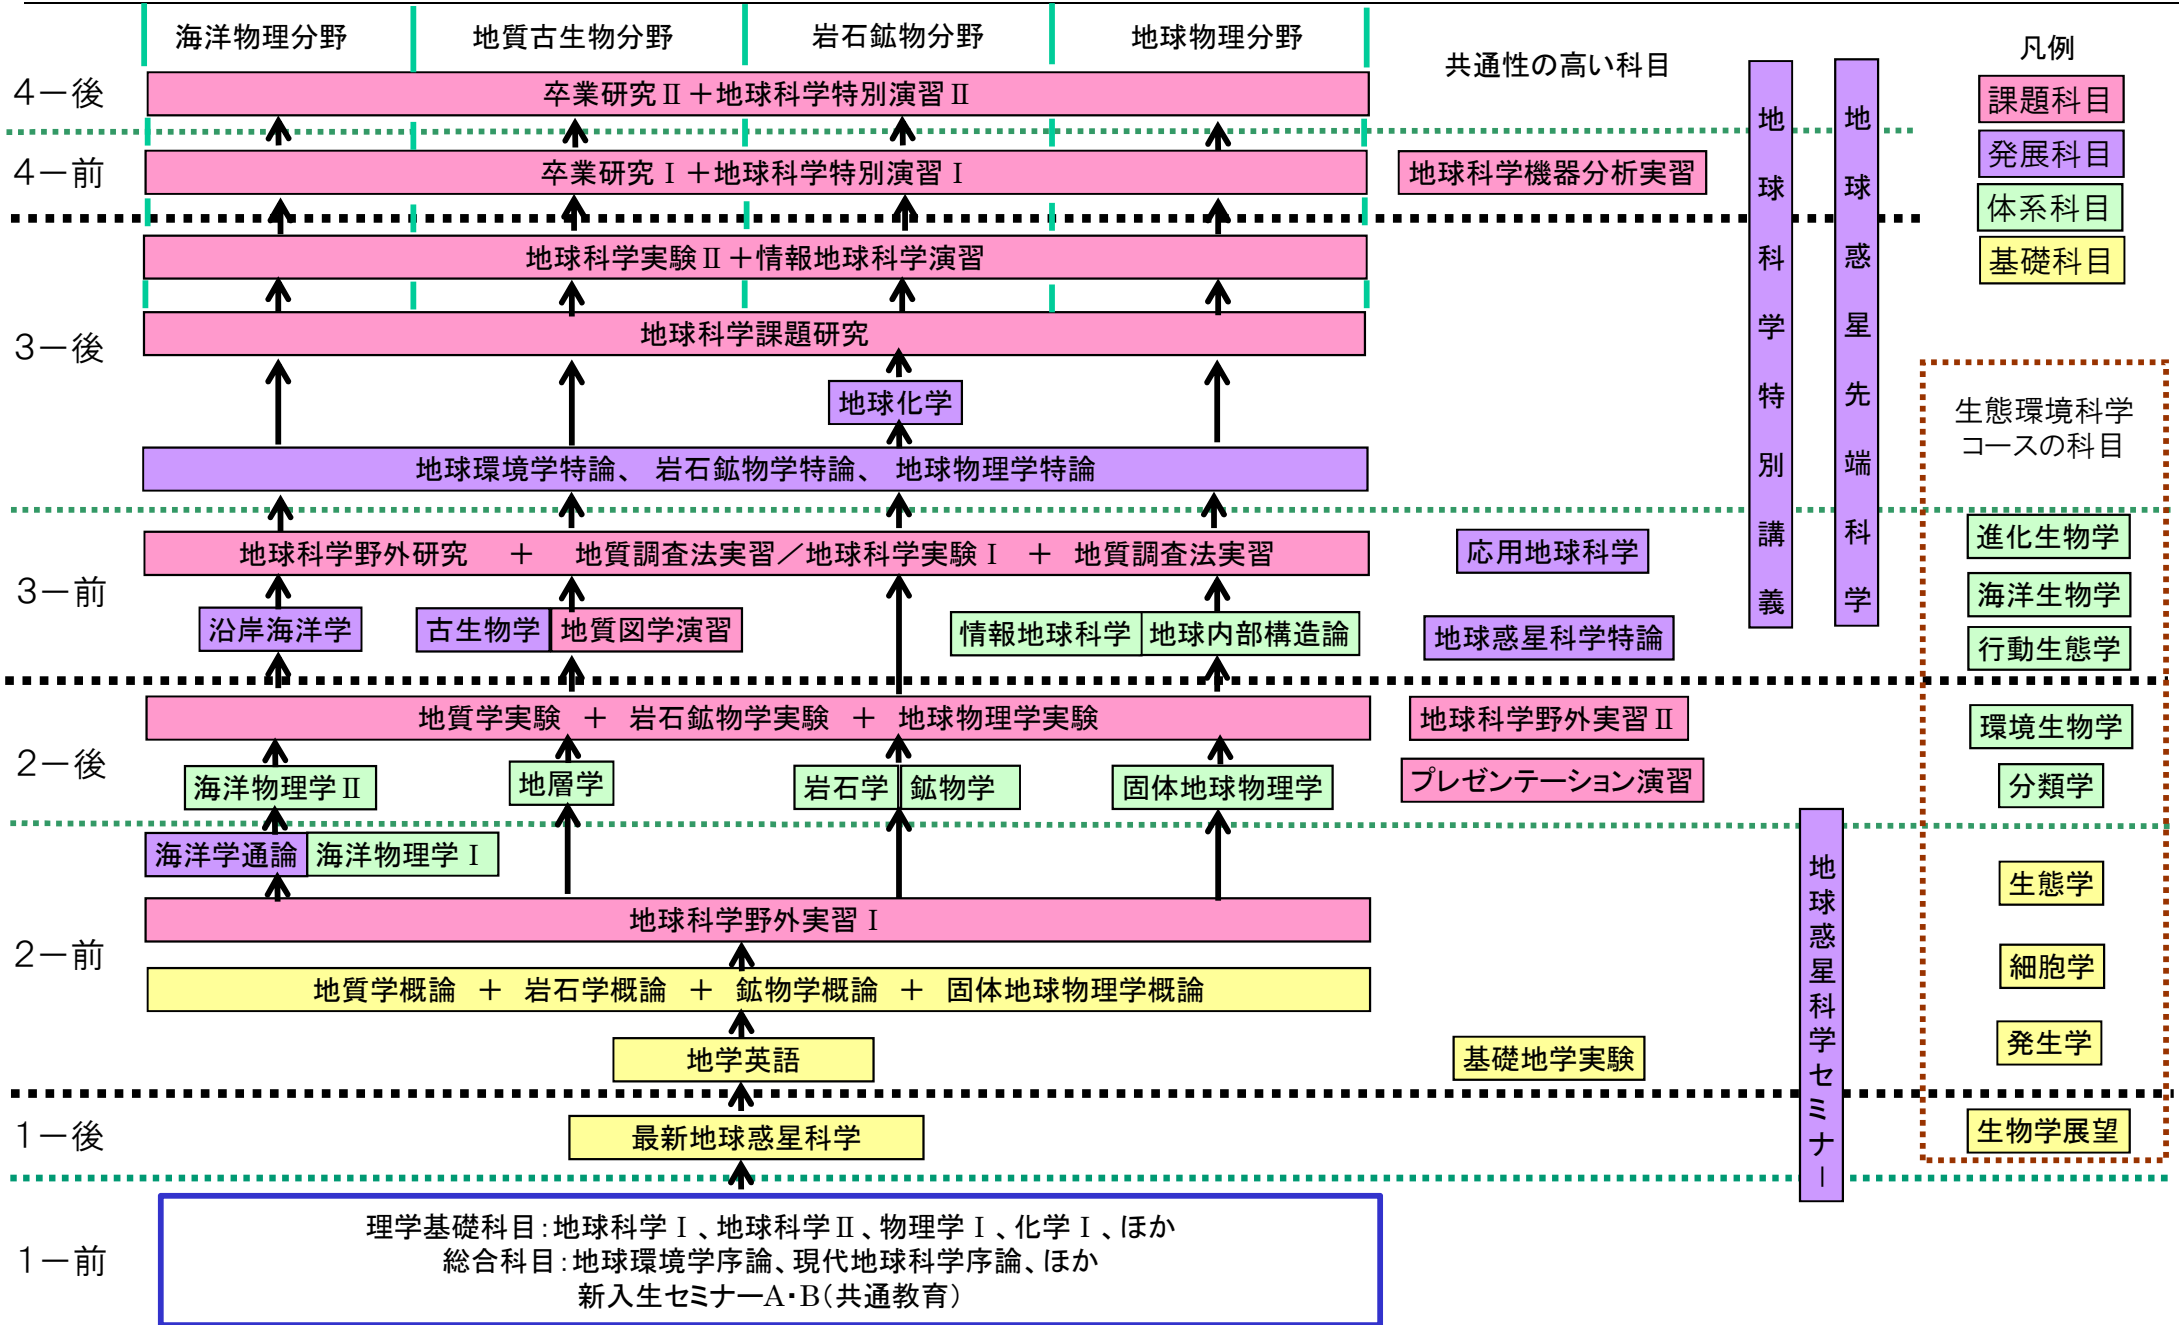 海洋物理分野
地質古生物分野
岩石鉱物分野
地球物理分野
共通性の高い科目
凡例
4－後
卒業研究Ⅱ＋地球科学特別演習Ⅱ
課題科目
発展科目
体系科目
基礎科目
4－前
卒業研究Ⅰ＋地球科学特別演習Ⅰ
地球科学機器分析実習
地球科学特別講義
地球惑星先端科学
3－後
地球科学実験Ⅱ＋情報地球科学演習
地球科学課題研究
地球化学
地球環境学特論、 岩石鉱物学特論、 地球物理学特論
生態環境科学
コースの科目
3－前
地球科学野外研究 ＋ 地質調査法実習／地球科学実験Ⅰ ＋ 地質調査法実習
応用地球科学
進化生物学
海洋生物学
沿岸海洋学
古生物学
地質図学演習
情報地球科学
地球内部構造論
地球惑星科学特論
行動生態学
2－後
地質学実験 ＋ 岩石鉱物学実験 ＋ 地球物理学実験
地球科学野外実習Ⅱ
環境生物学
海洋物理学Ⅱ
地層学
岩石学
鉱物学
固体地球物理学
プレゼンテーション演習
分類学
海洋学通論
海洋物理学Ⅰ
地球惑星科学セミナー
生態学
2－前
地球科学野外実習Ⅰ
細胞学
地質学概論 ＋ 岩石学概論 ＋ 鉱物学概論 ＋ 固体地球物理学概論
地学英語
基礎地学実験
発生学
1－後
最新地球惑星科学
生物学展望
1－前
理学基礎科目：地球科学Ⅰ、地球科学Ⅱ、物理学Ⅰ、化学Ⅰ、ほか
総合科目：地球環境学序論、現代地球科学序論、ほか
新入生セミナーA・B（共通教育）